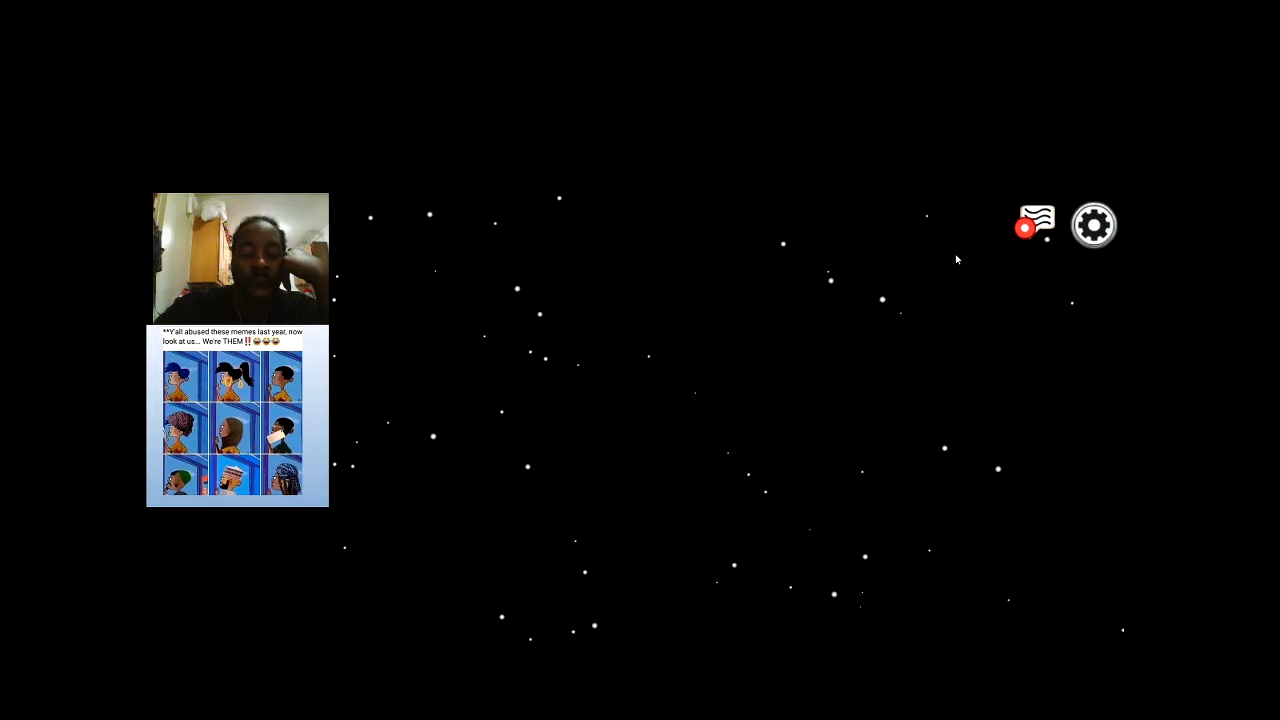 **Y'all abused these memes last year, now
look at us... We're THEM‼️😂😂😂